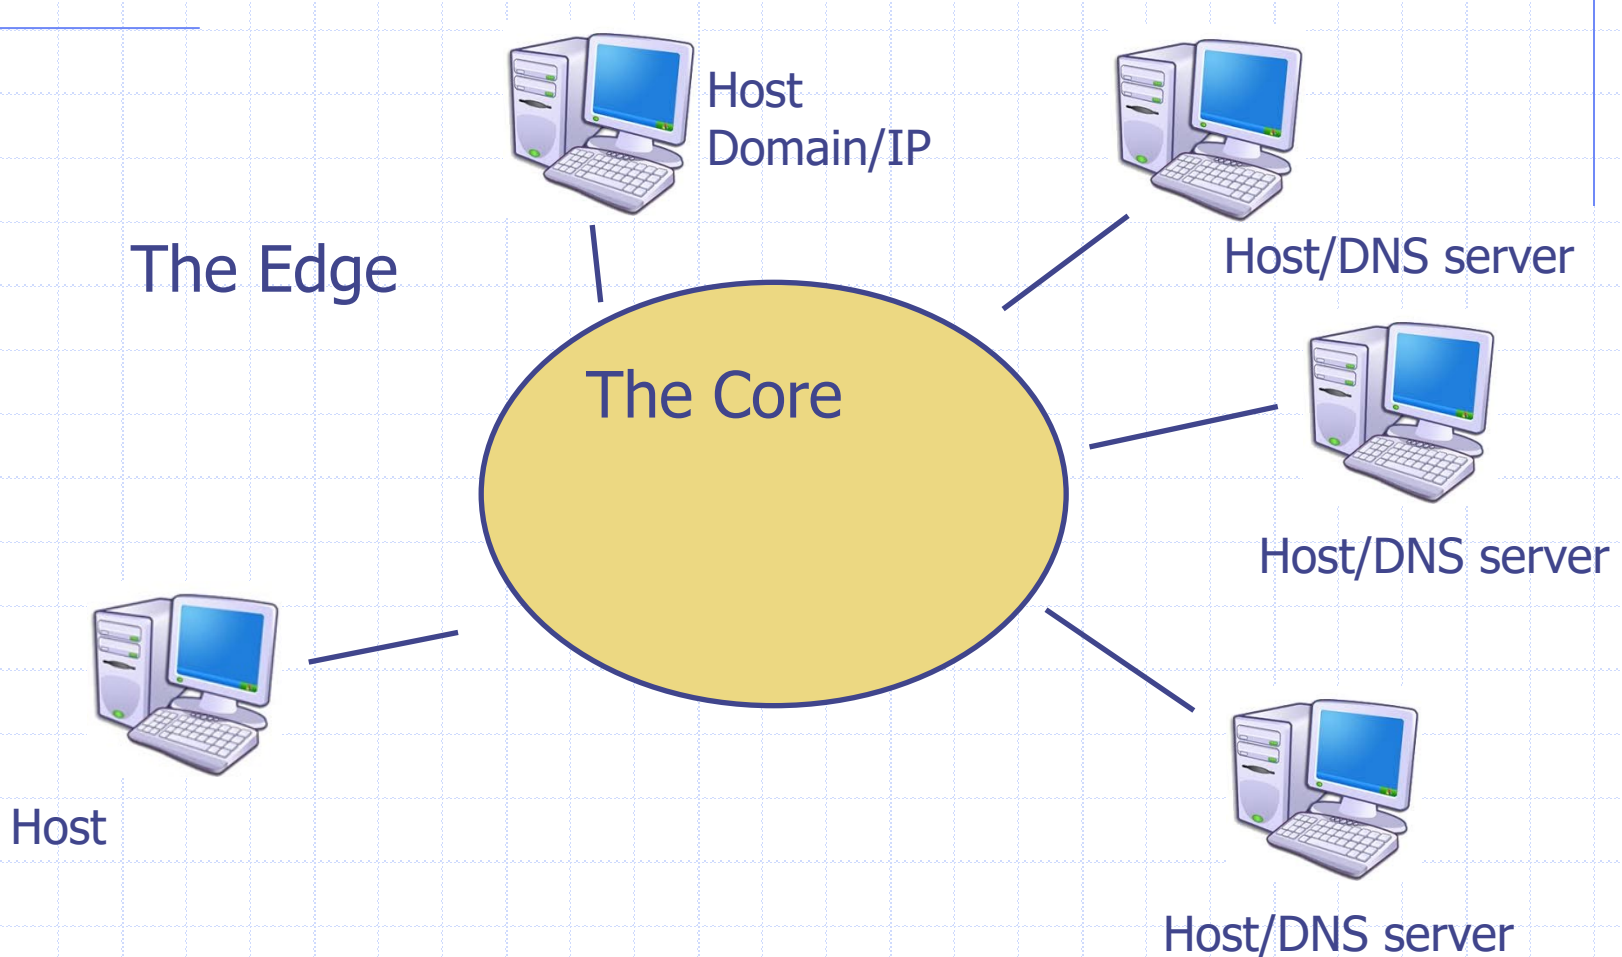 Host
Domain/IP
The Edge
Host/DNS server
The Core
Host/DNS server
Host
Host/DNS server